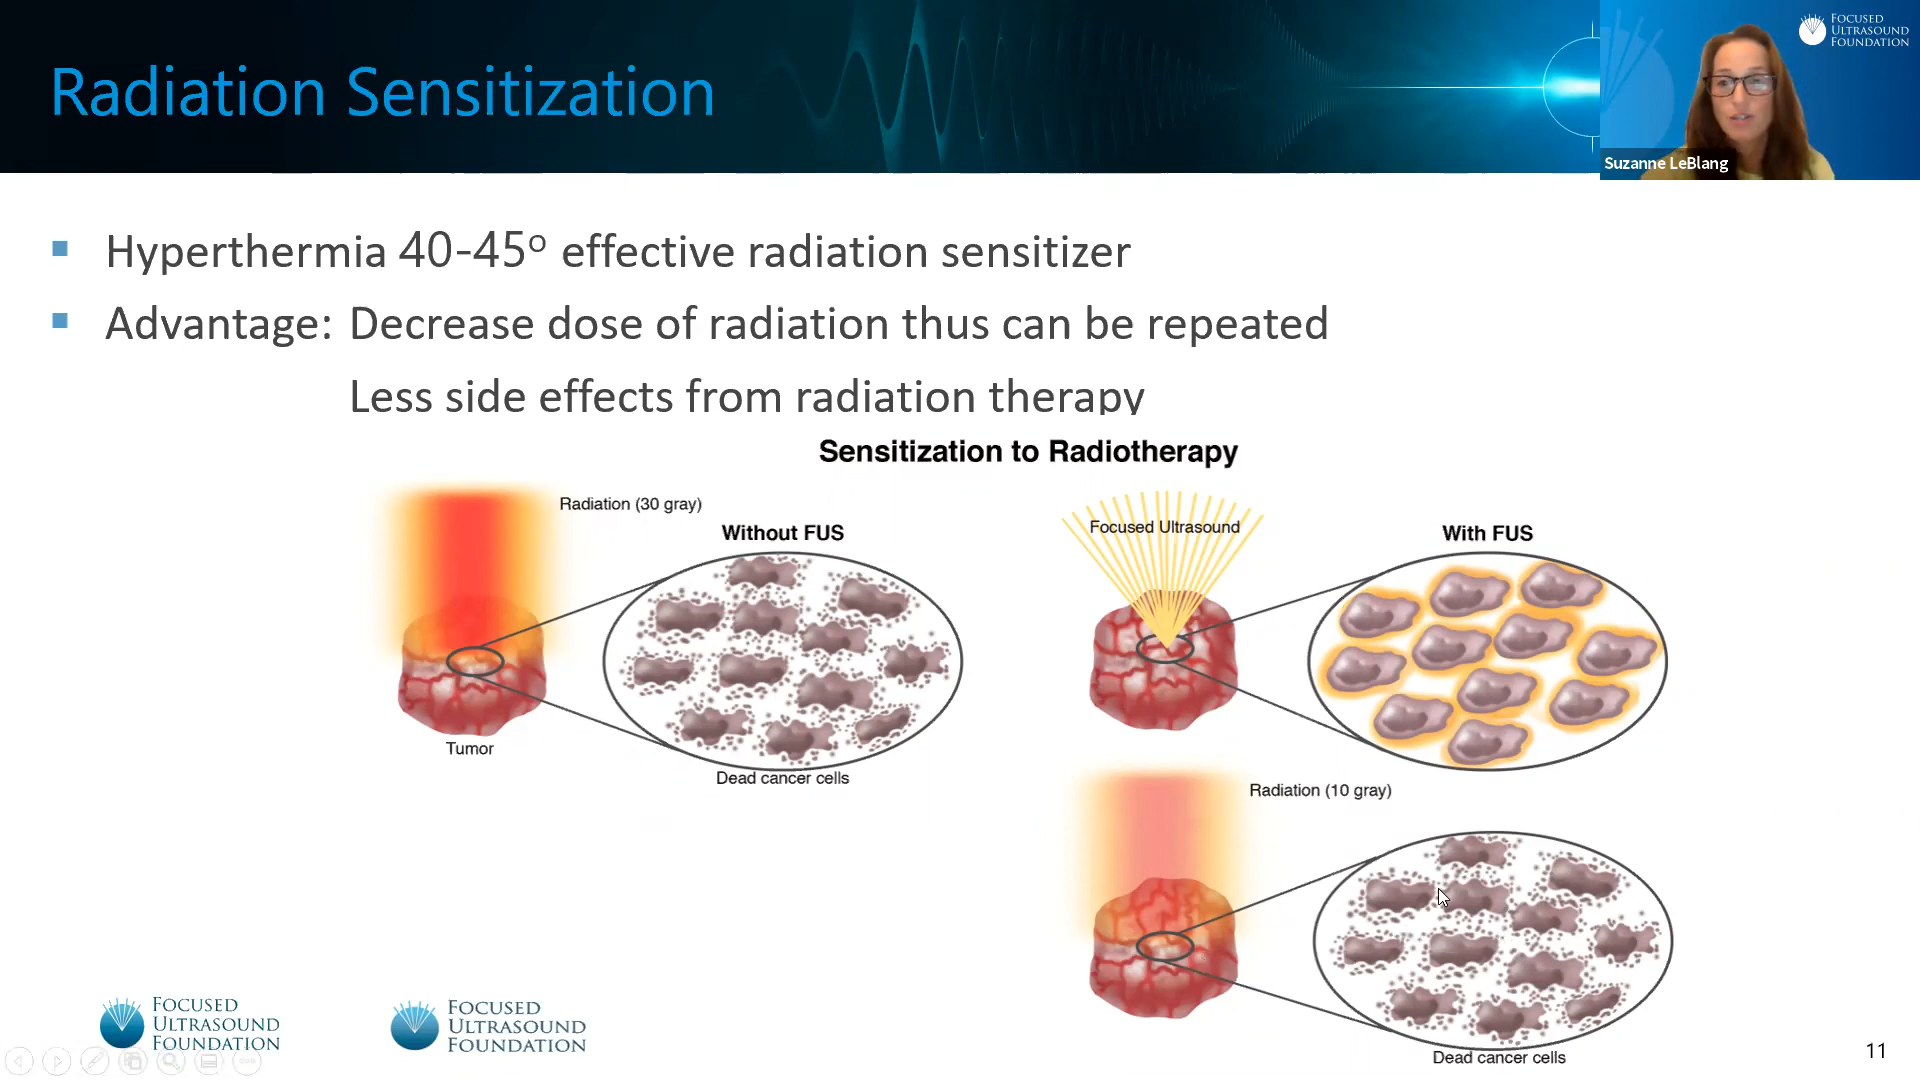 Radiation Sensitization
FOCUSED
ULTRASOUND
FOUNDATION
Suzanne LeBlang
Hyperthermia 40-45º effective radiation sensitizer
Advantage: Decrease dose of radiation thus can be repeated
Less side effects from radiation therapy
Sensitization to Radiotherapy
Radiation (30 gray)
Without FUS
Tumor
Dead cancer cells
Focused Ultrasound
With FUS
Radiation (10 gray)
Dead cancer cells
FOCUSED
ULTRASOUND
FOUNDATION
FOCUSED
ULTRASOUND
FOUNDATION
11